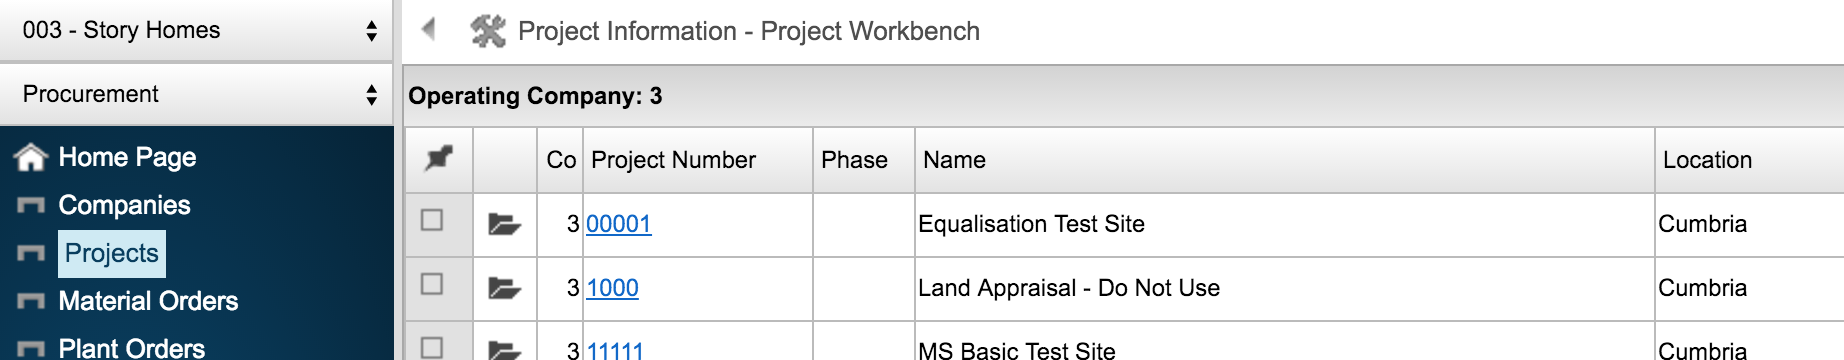 003 - Story Homes
Procurement
Home Page
Companies
Projects
Material Orders
Plant Orders
Project Information - Project Workbench
Operating Company: 3
Co Project Number Phase Name Location
3 00001 Equalisation Test Site Cumbria
3 1000 Land Appraisal - Do Not Use Cumbria
3 11111 MS Basic Test Site Cumbria